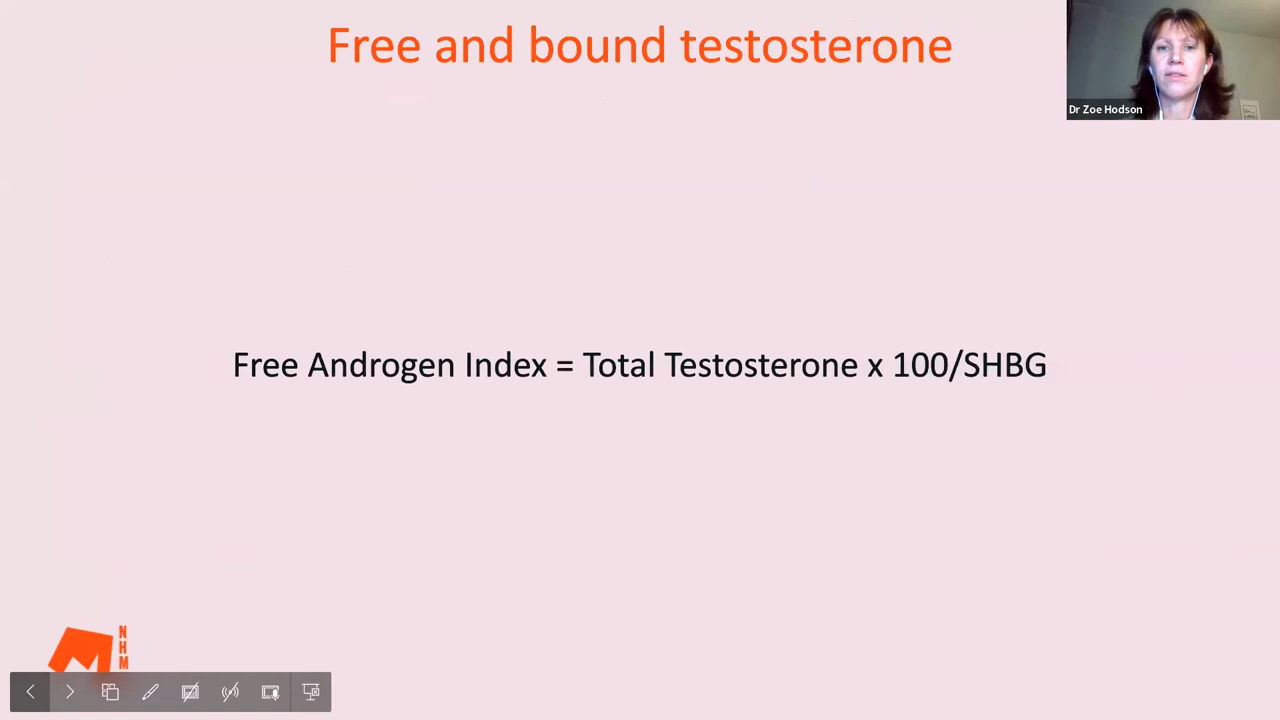 Free and bound testosterone
Dr Zoe Hodson
Free Androgen Index = Total Testosterone x 100/SHBG
NHM